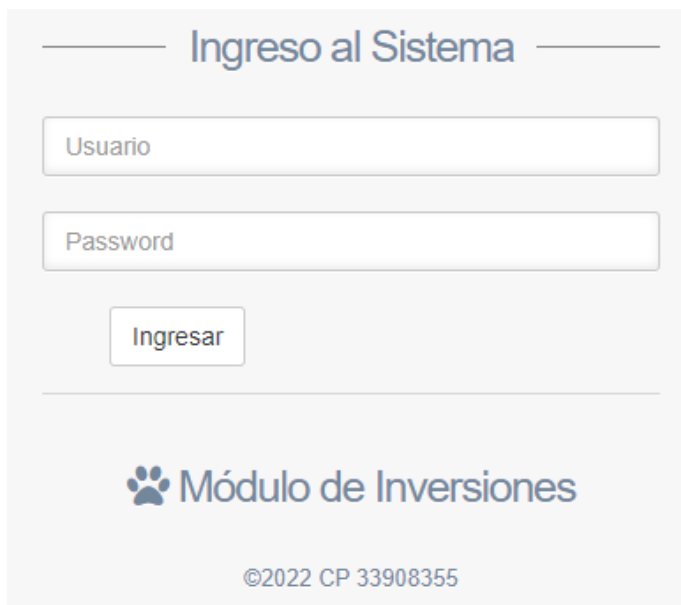 Ingreso al Sistema
Usuario
Password
Ingresar
Módulo de Inversiones
©2022 CP 33908355